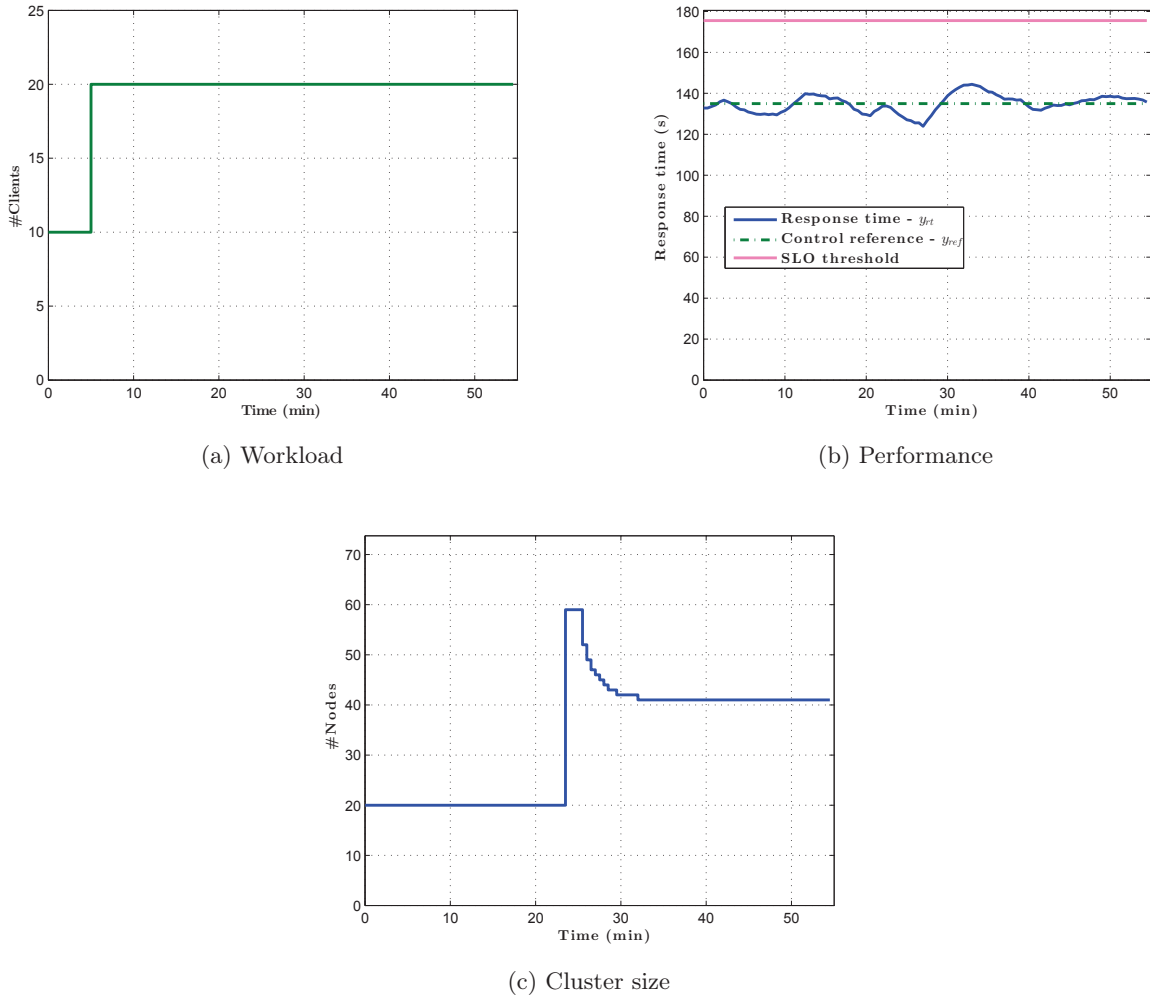 25
20
15
10
5
0
#Clients
0 10 20 30 40 50
Time (min)
(a) Workload
180
160
140
120
100
80
60
40
20
0
Response time (s)
Response time - y_rt
Control reference - y_ref
SLO threshold
0 10 20 30 40 50
Time (min)
(b) Performance
70
60
50
40
30
20
10
0
#Nodes
0 10 20 30 40 50
Time (min)
(c) Cluster size